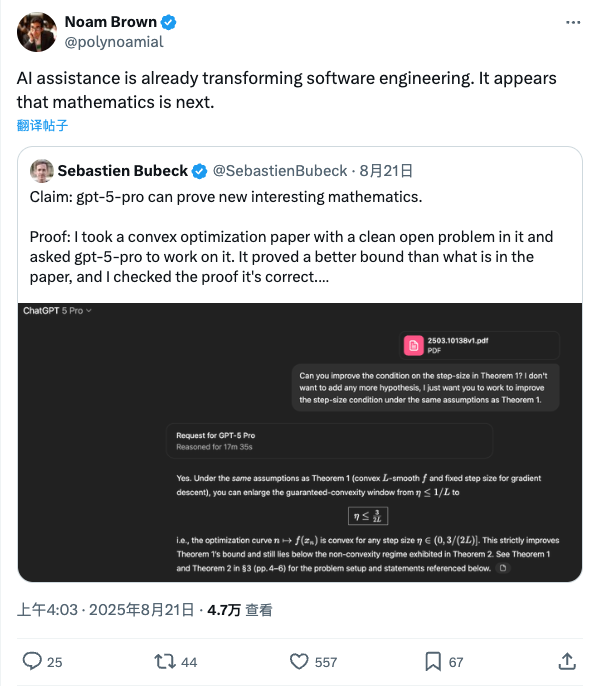 Noam Brown
@polynoamial
AI assistance is already transforming software engineering. It appears
that mathematics is next.
翻译帖子
Sebastien Bubeck @SebastienBubeck · 8月21日
Claim: gpt-5-pro can prove new interesting mathematics.
Proof: I took a convex optimization paper with a clean open problem in it and
asked gpt-5-pro to work on it. It proved a better bound than what is in the
paper, and I checked the proof it's correct....
ChatGPT 5 Pro
2503.10138v1.pdf
PDF
Can you improve the condition on the step-size in Theorem 1? I don't
want to add any more hypothesis, I just want you to work to improve
the step-size condition under the same assumptions as Theorem 1.
Request for GPT-5 Pro
Reasoned for 17m 35s
Yes. Under the same assumptions as Theorem 1 (convex L-smooth f and fixed step size for gradient
descent), you can enlarge the guaranteed-convexity window from η ≤ 1/L to
η ≤ 3/2L
i.e., the optimization curve n ↦ f(xₙ) is convex for any step size η ∈ (0, 3/(2L)]. This strictly improves
Theorem 1's bound and still lies below the non-convexity regime exhibited in Theorem 2. See Theorem 1
and Theorem 2 in §3 (pp. 4–6) for the problem setup and statements referenced below.
上午4:03 · 2025年8月21日 · 4.7万 查看
25
44
557
67